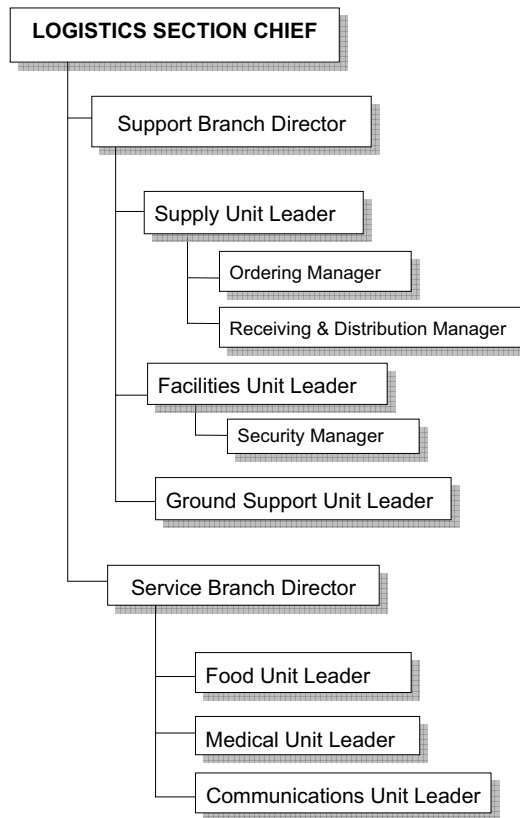 LOGISTICS SECTION CHIEF
Support Branch Director
Supply Unit Leader
Ordering Manager
Receiving & Distribution Manager
Facilities Unit Leader
Security Manager
Ground Support Unit Leader
Service Branch Director
Food Unit Leader
Medical Unit Leader
Communications Unit Leader